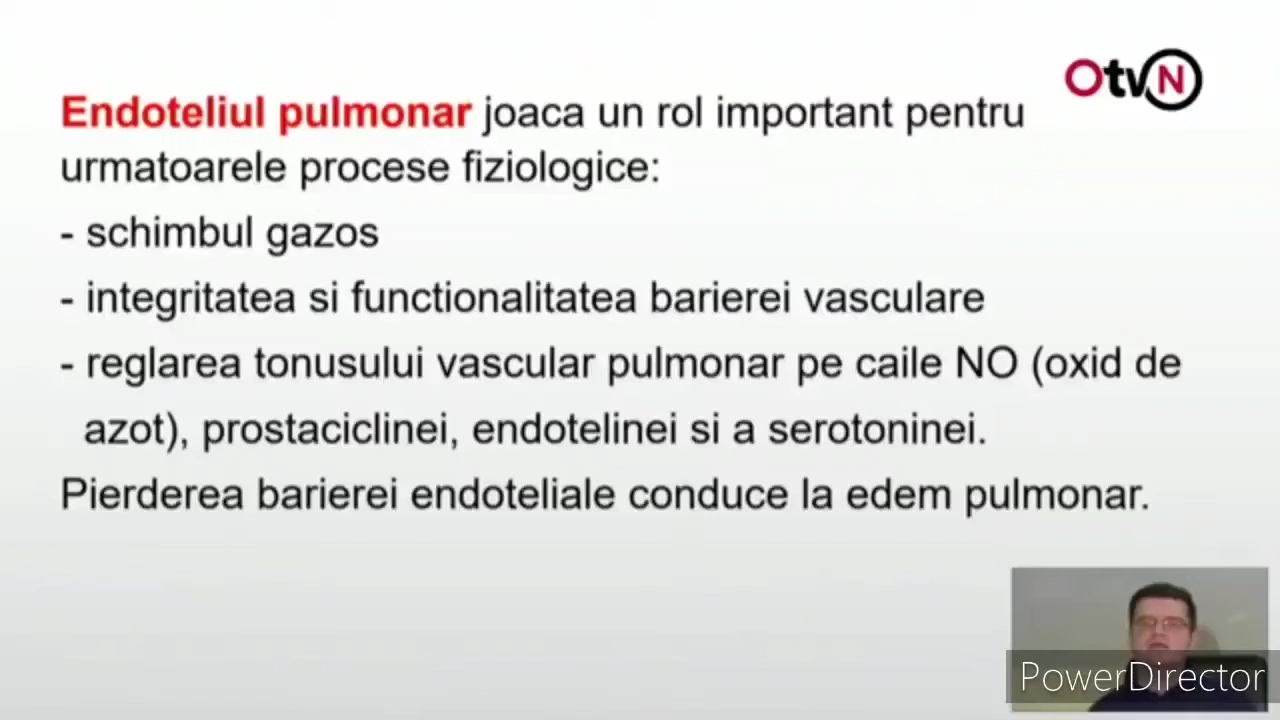 OtvN
Endoteliul pulmonar joaca un rol important pentru
urmatoarele procese fiziologice:
- schimbul gazos
- integritatea si functionalitatea barierei vasculare
- reglarea tonusului vascular pulmonar pe caile NO (oxid de
azot), prostaciclinei, endotelinei si a serotoninei.
Pierderea barierei endoteliale conduce la edem pulmonar.
PowerDirector